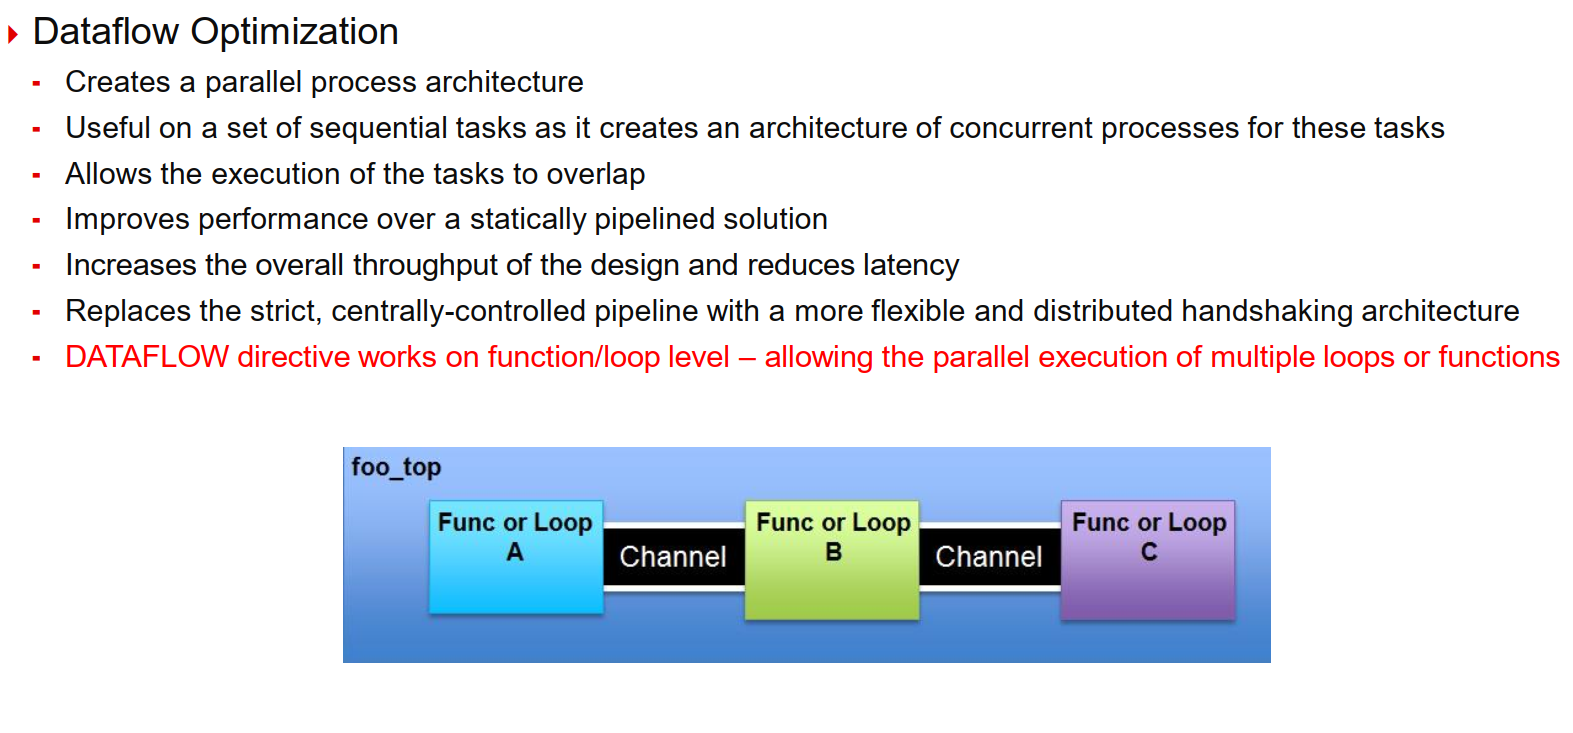 Dataflow Optimization
Creates a parallel process architecture
Useful on a set of sequential tasks as it creates an architecture of concurrent processes for these tasks
Allows the execution of the tasks to overlap
Improves performance over a statically pipelined solution
Increases the overall throughput of the design and reduces latency
Replaces the strict, centrally-controlled pipeline with a more flexible and distributed handshaking architecture
DATAFLOW directive works on function/loop level – allowing the parallel execution of multiple loops or functions
foo_top
Func or Loop
A
Channel
Func or Loop
B
Channel
Func or Loop
C